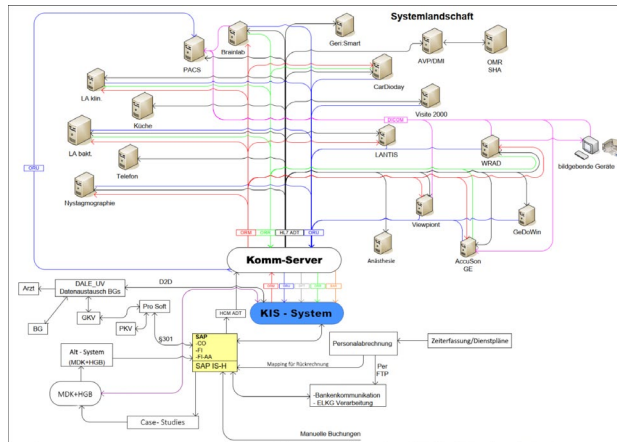 Systemlandschaft
Geri.Smart
Brainlab
PACS
AVP/DMI
OMR
SHA
CarDioday
LA klin.
Visite 2000
Küche
DICOM
ORU
LA bakt.
LANTIS
WRAD
bildgebende Geräte
Telefon
Nystagmographie
Viewpiont
GeDoWin
ORM
ORR
HL7 ADT
ORU
Anästhesie
AccuSon
GE
Komm-Server
DALE_UV
Datenaustausch BGs
D2D
Arzt
HCM ADT
KIS - System
Pro Soft
GKV
BG
PKV
§301
SAP
-CO
-FI
-FI-AA
SAP IS-H
Personalabrechnung
Zeiterfassung/Dienstpläne
Alt - System
(MDK+HGB)
Mapping für Rückrechnung
Per
FTP
MDK+HGB
-Bankenkommunikation
- ELKG Verarbeitung
Case- Studies
Manuelle Buchungen